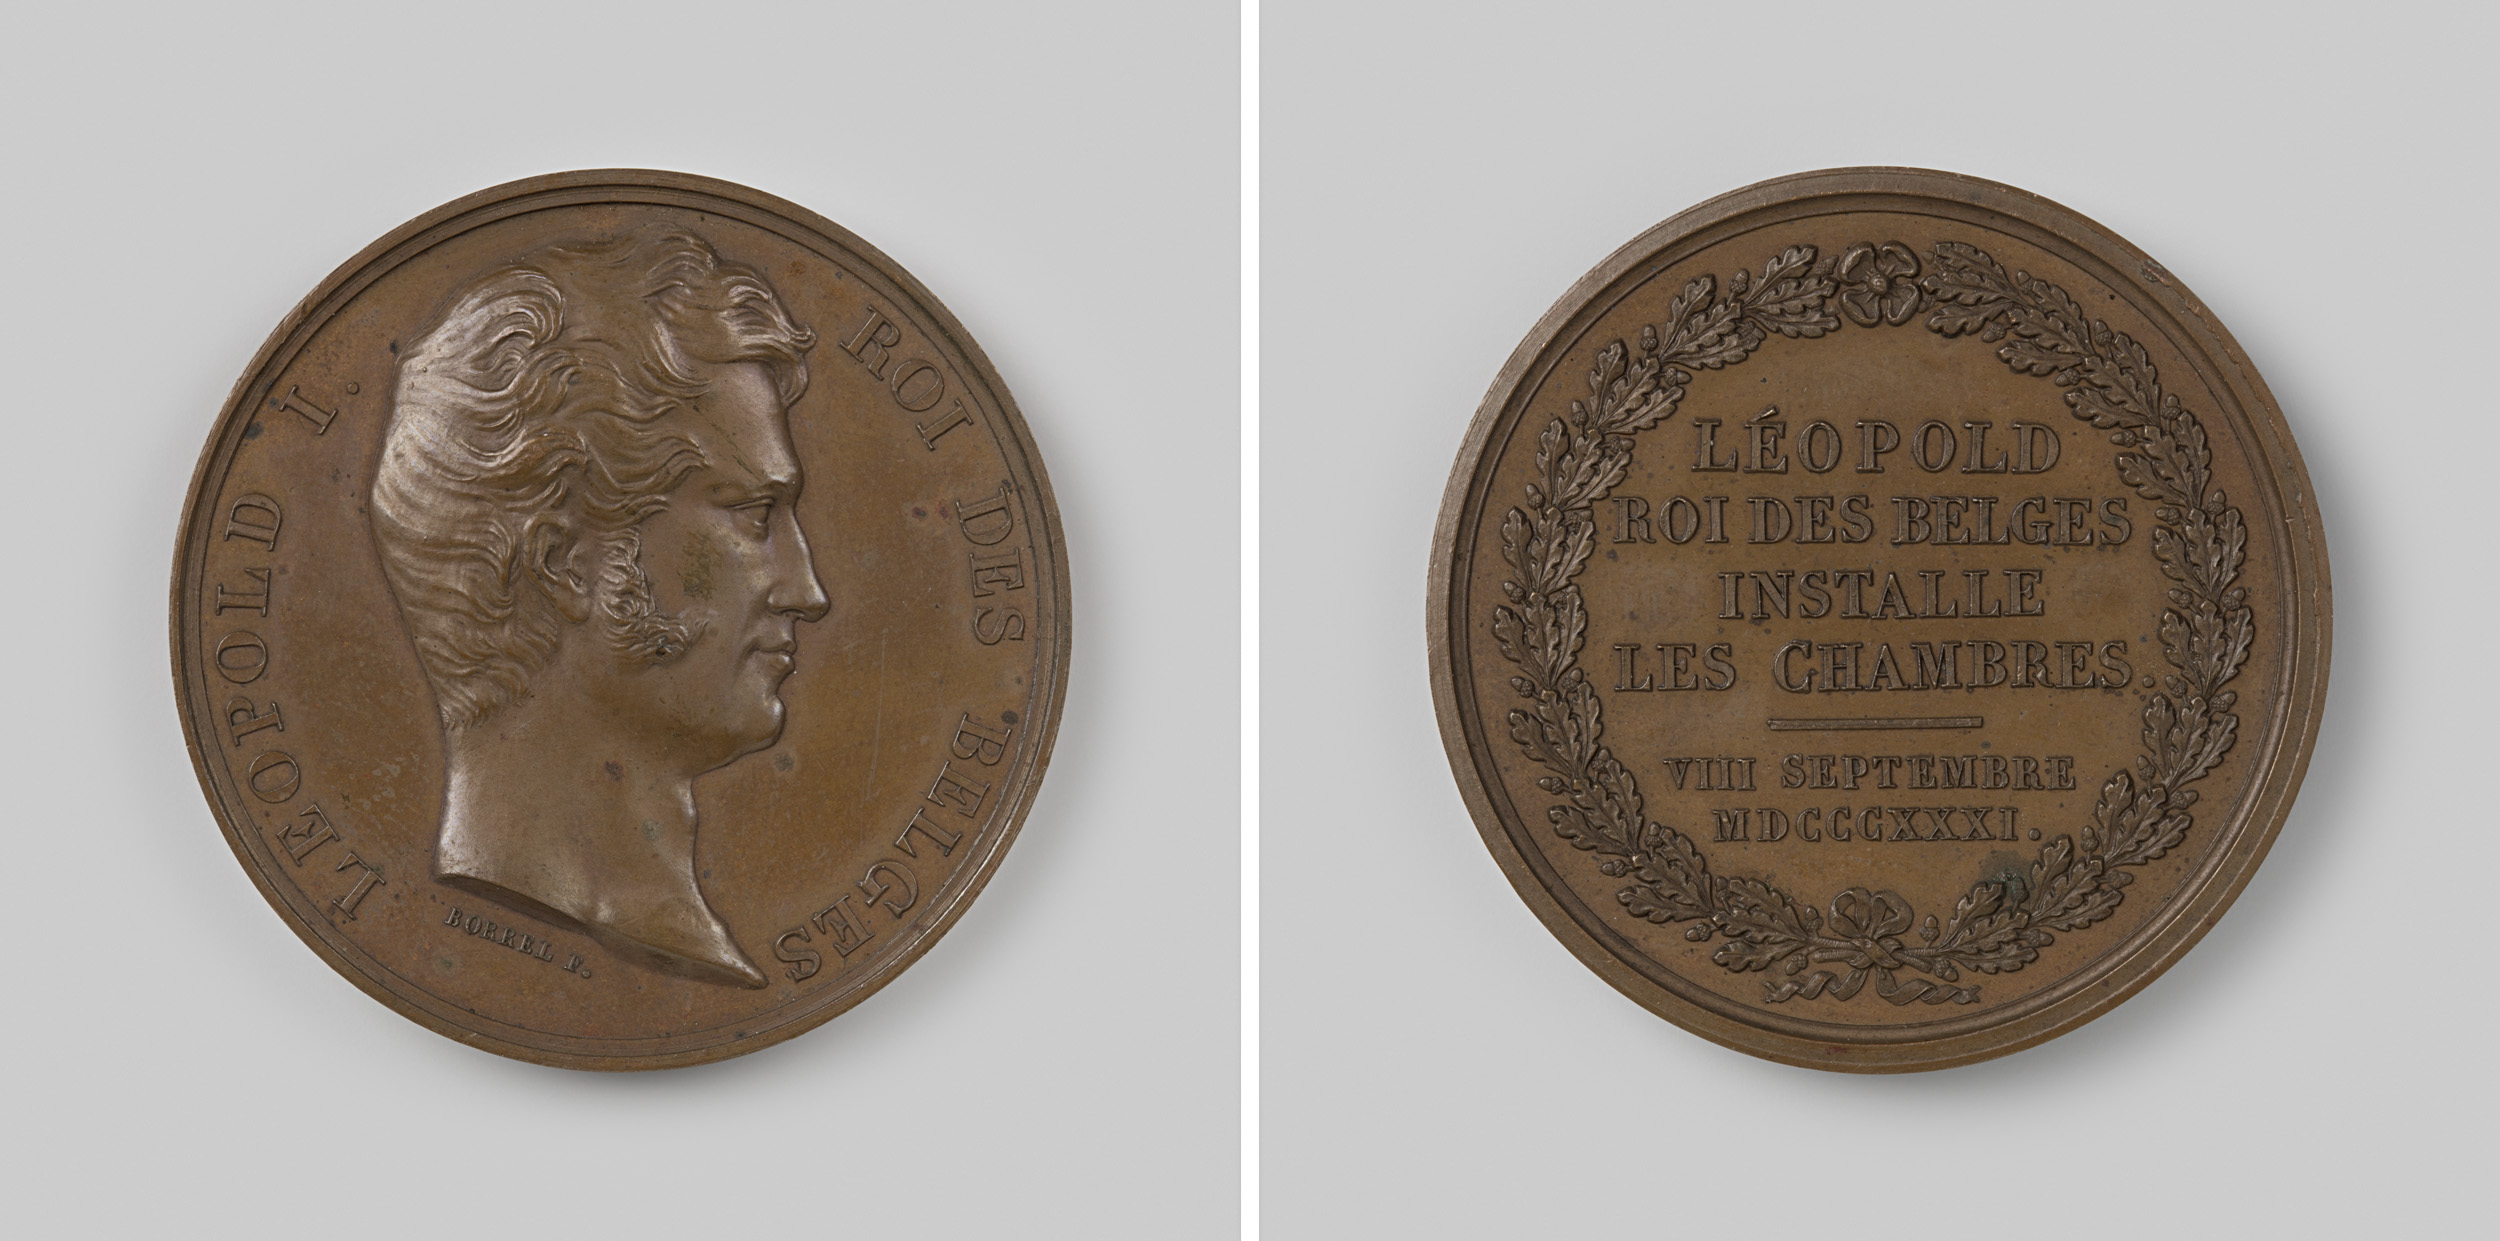 LEOPOLD I. ROI DES BELGES
BORREL F.
LÉOPOLD
ROI DES BELGES
INSTALLE
LES CHAMBRES.
VIII SEPTEMBRE
MDCCCXXXI.